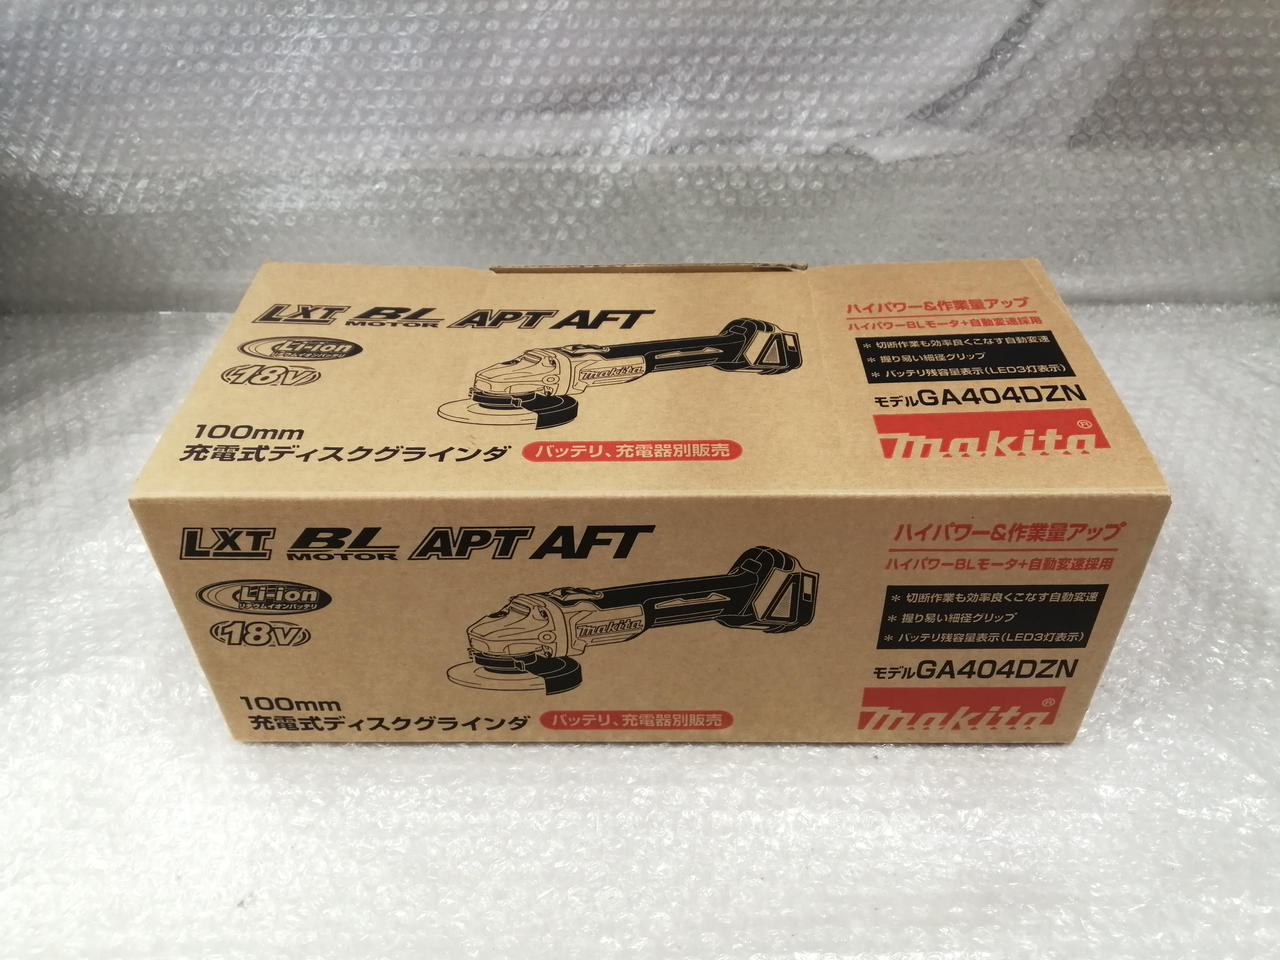 LXT BL MOTOR APT AFT
Li-ion
リチウムイオンバッテリ
18V
makita
100mm
充電式ディスクグラインダ
バッテリ、充電器別販売
ハイパワー&作業量アップ
ハイパワーBLモータ+自動変速採用
* 切断作業も効率良くこなす自動変速
* 握り易い細径グリップ
* バッテリ残容量表示(LED3灯表示)
モデルGA404DZN
makita®
LXT BL MOTOR APT AFT
Li-ion
リチウムイオンバッテリ
18V
makita
100mm
充電式ディスクグラインダ
バッテリ、充電器別販売
ハイパワー&作業量アップ
ハイパワーBLモータ+自動変速採用
* 切断作業も効率良くこなす自動変速
* 握り易い細径グリップ
* バッテリ残容量表示(LED3灯表示)
モデルGA404DZN
makita®